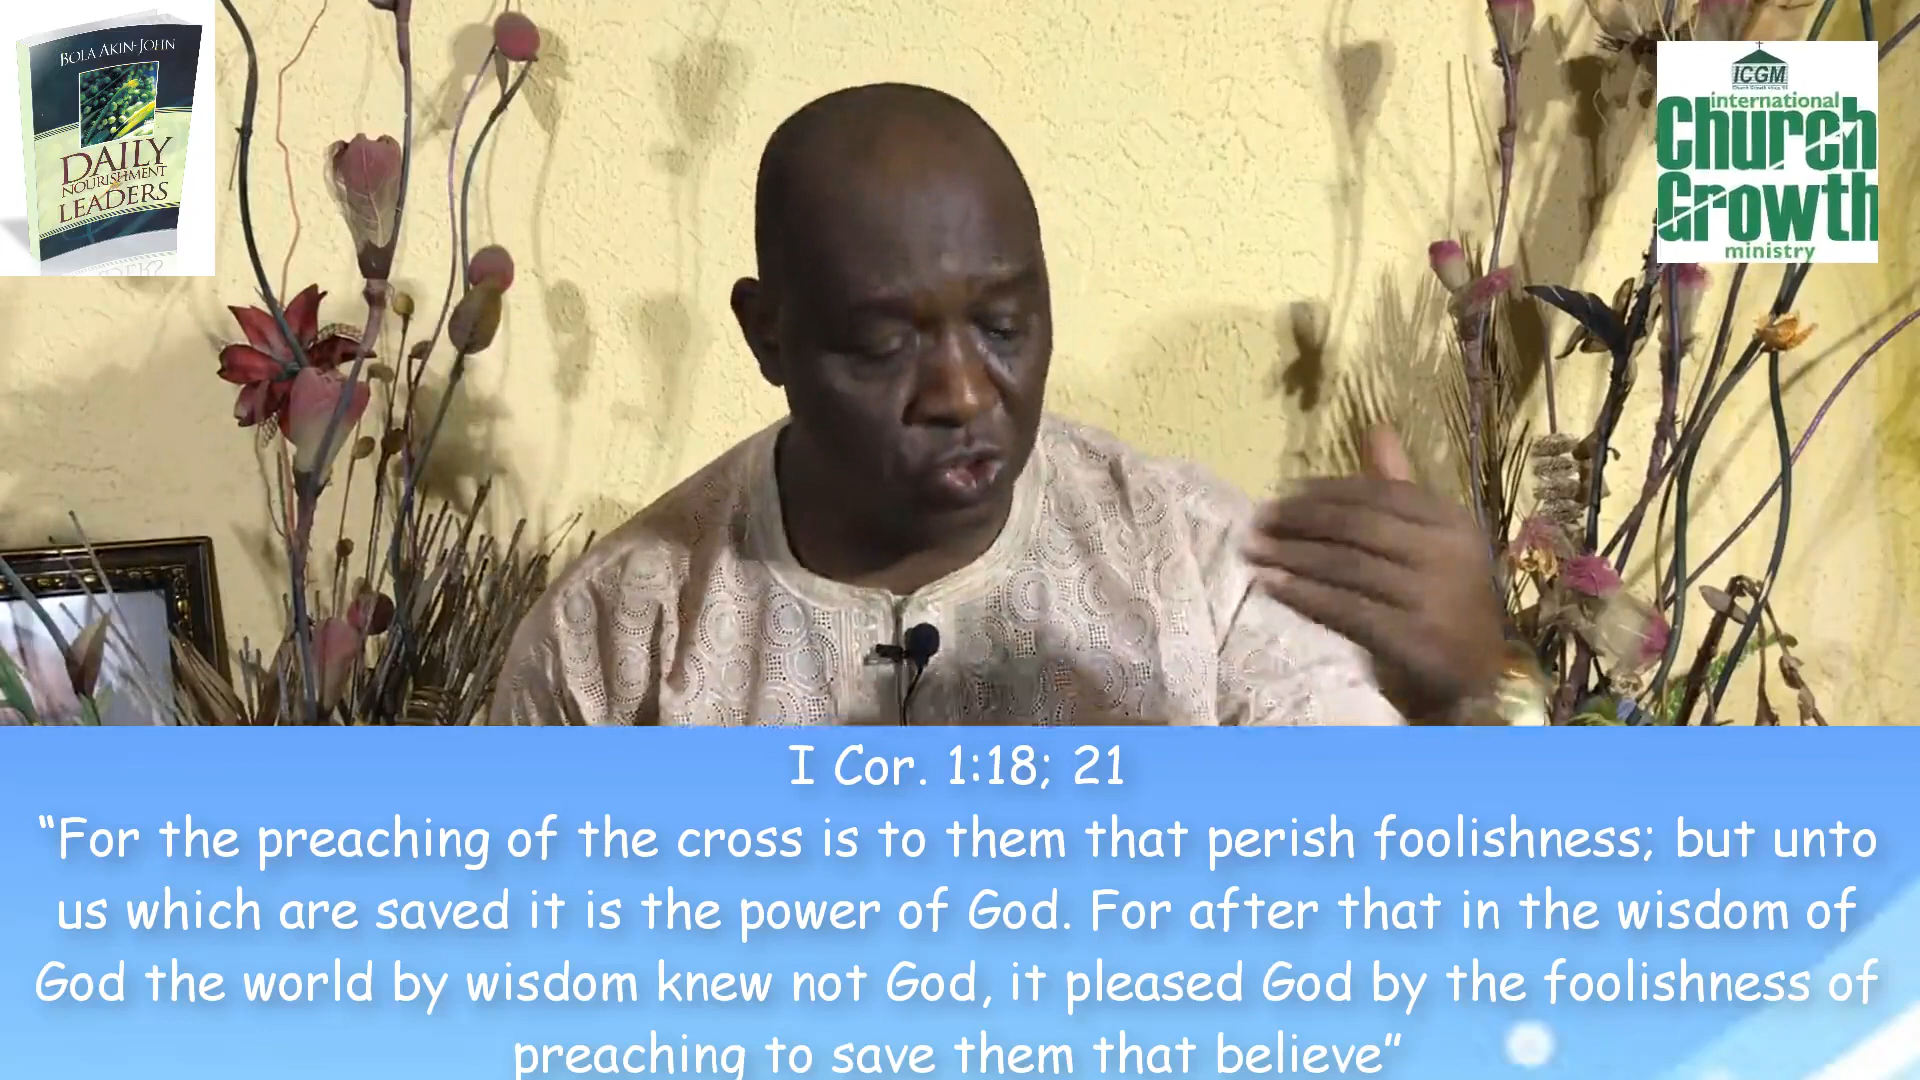 BOLA AKIN-JOHN
DAILY
NOURISHMENT
LEADERS
ICGM
international
Church
Growth
ministry
I Cor. 1:18; 21
“For the preaching of the cross is to them that perish foolishness; but unto
us which are saved it is the power of God. For after that in the wisdom of
God the world by wisdom knew not God, it pleased God by the foolishness of
preaching to save them that believe”